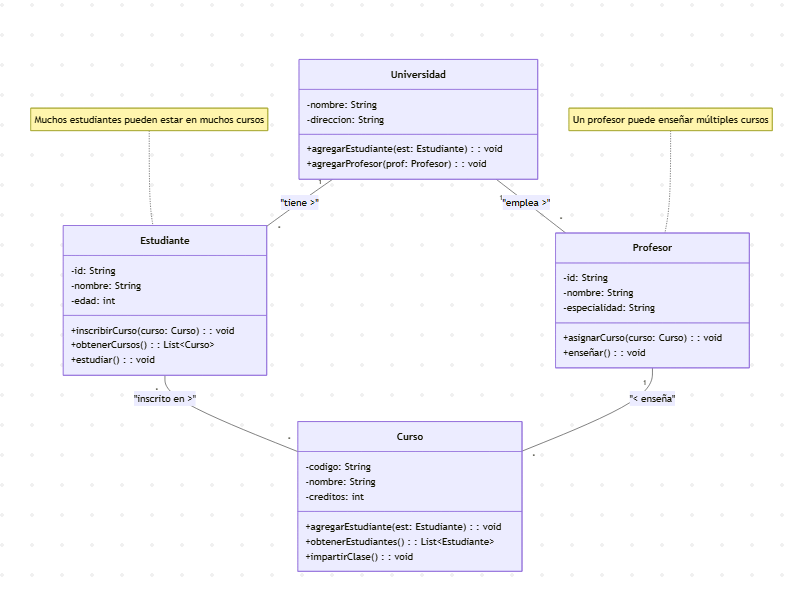 Universidad
-nombre: String
-direccion: String
+agregarEstudiante(est: Estudiante) : : void
+agregarProfesor(prof: Profesor) : : void
Muchos estudiantes pueden estar en muchos cursos
Un profesor puede enseñar múltiples cursos
1
"tiene >"
*
1
"emplea >"
*
Estudiante
-id: String
-nombre: String
-edad: int
+inscribirCurso(curso: Curso) : : void
+obtenerCursos() : : List<Curso>
+estudiar() : : void
Profesor
-id: String
-nombre: String
-especialidad: String
+asignarCurso(curso: Curso) : : void
+enseñar() : : void
*
"inscrito en >"
*
1
"< enseña"
*
Curso
-codigo: String
-nombre: String
-creditos: int
+agregarEstudiante(est: Estudiante) : : void
+obtenerEstudiantes() : : List<Estudiante>
+impartirClase() : : void